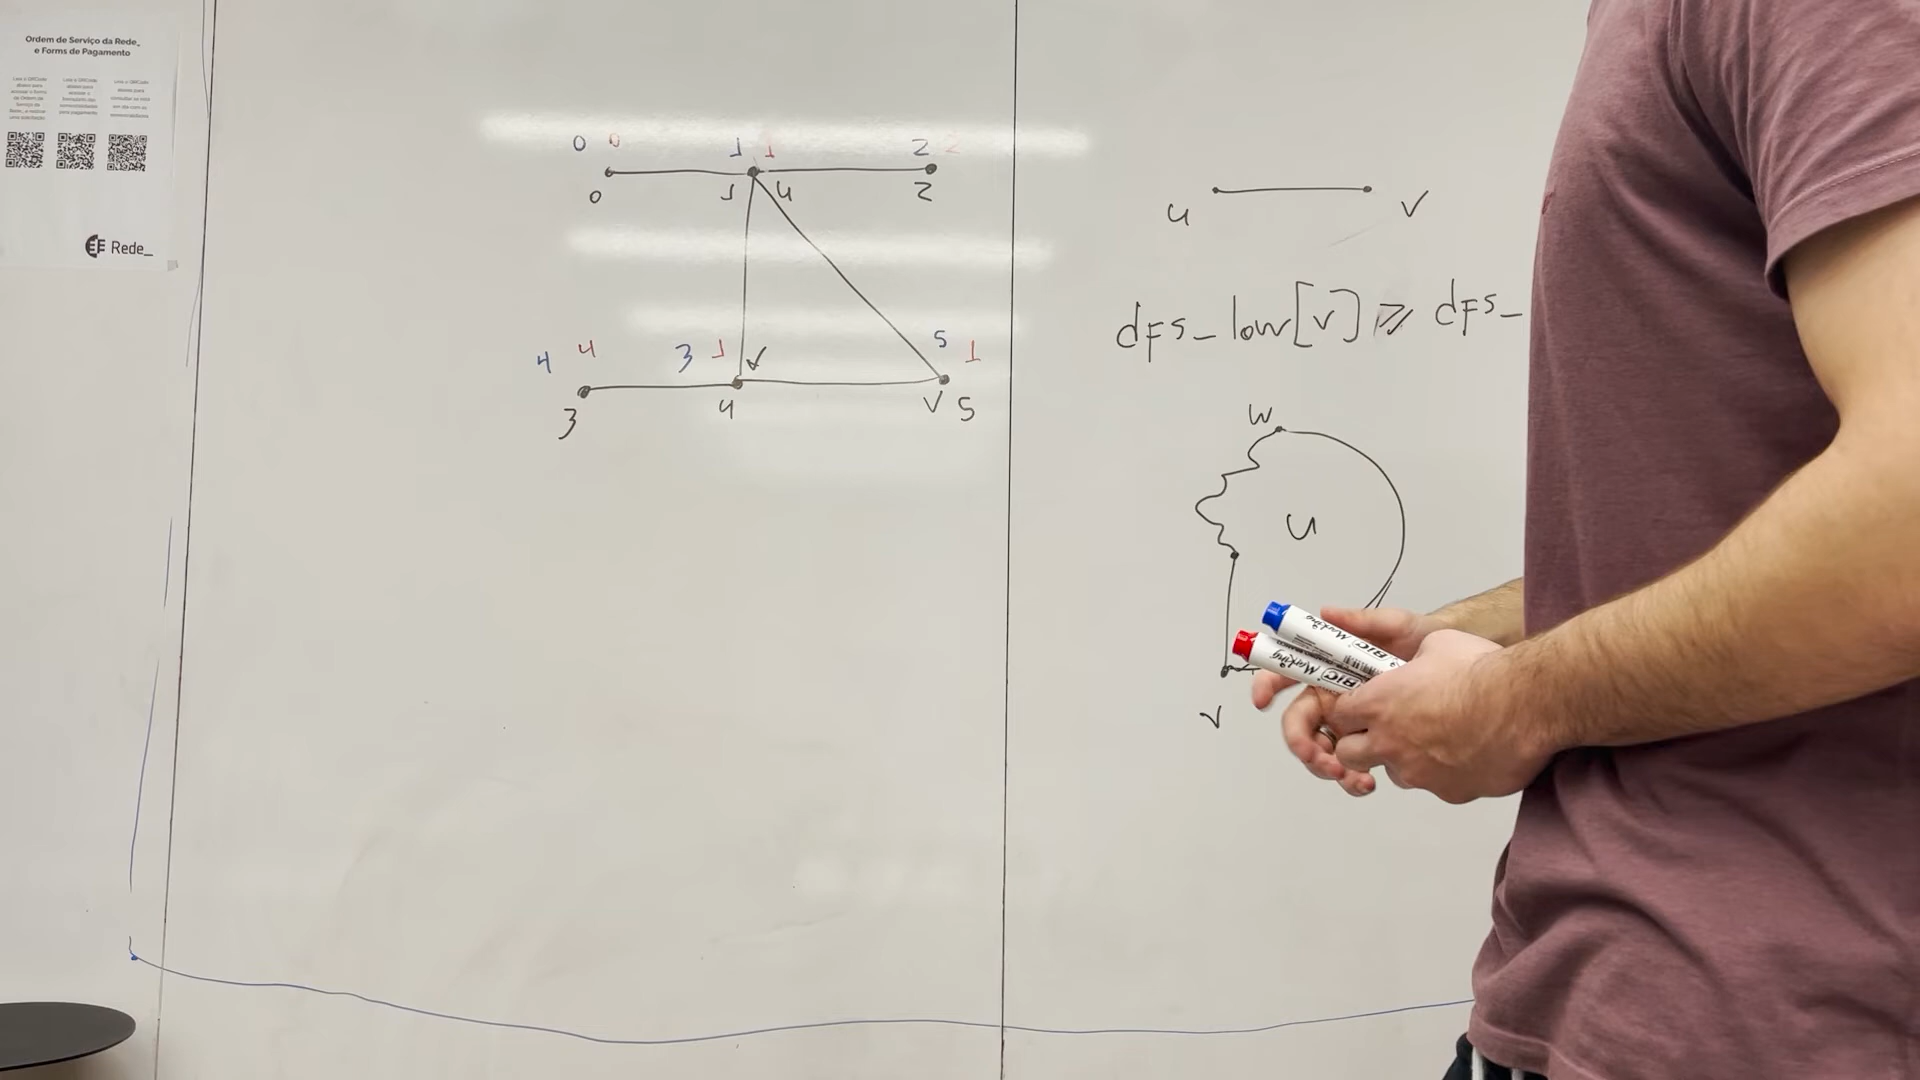 Ordem de Serviço da Rede_
e Forms de Pagamento
Rede_
0 0 1 1 2 2
0 1 u 2
u v
dfs_low[v] ≥ dfs_
4 4 3 1 v 5 1
3 4 v 5
w
u
v
BIC Marking
BIC Marking